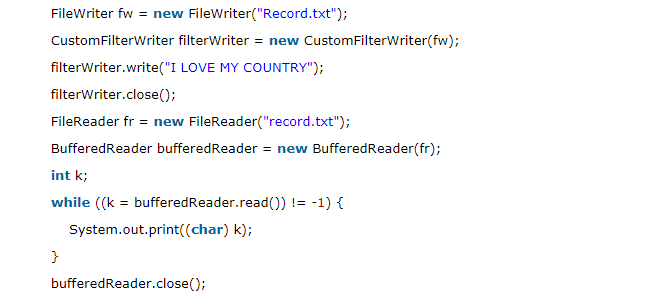 FileWriter fw = new FileWriter("Record.txt");
CustomFilterWriter filterWriter = new CustomFilterWriter(fw);
filterWriter.write("I LOVE MY COUNTRY");
filterWriter.close();
FileReader fr = new FileReader("record.txt");
BufferedReader bufferedReader = new BufferedReader(fr);
int k;
while ((k = bufferedReader.read()) != -1) {
System.out.print((char) k);
}
bufferedReader.close();